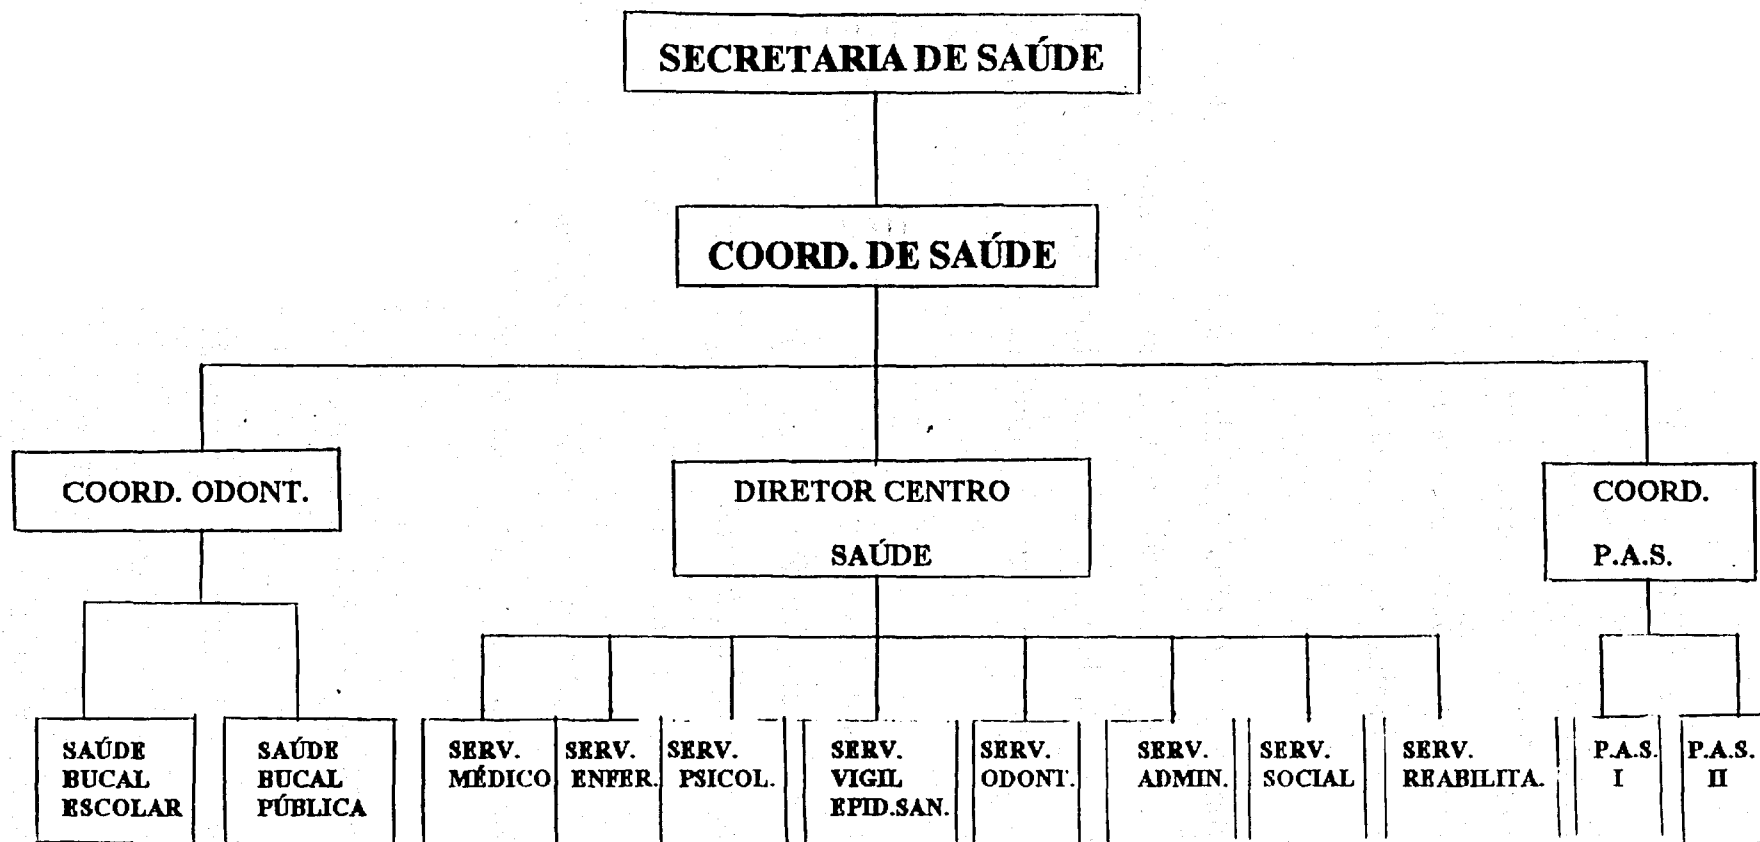 SECRETARIA DE SAÚDE
COORD. DE SAÚDE
COORD. ODONT.
DIRETOR CENTRO
SAÚDE
COORD.
P.A.S.
SAÚDE
BUCAL
ESCOLAR
SAÚDE
BUCAL
PÚBLICA
SERV.
MÉDICO
SERV.
ENFER.
SERV.
PSICOL.
SERV.
VIGIL
EPID.SAN.
SERV.
ODONT.
SERV.
ADMIN.
SERV.
SOCIAL
SERV.
REABILITA.
P.A.S.
I
P.A.S.
II